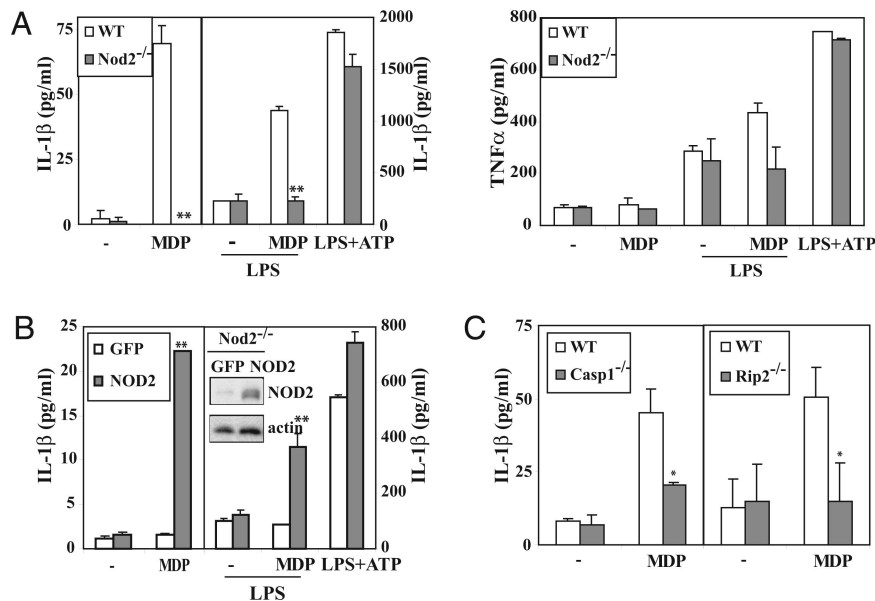 A
IL-1β (pg/ml)
75
50
25
0
WT
Nod2-/-
**
**
2000
1500
1000
500
0
IL-1β (pg/ml)
- MDP - MDP LPS+ATP
LPS
TNFα (pg/ml)
800
600
400
200
0
WT
Nod2-/-
- MDP - MDP LPS+ATP
LPS
B
IL-1β (pg/ml)
25
20
15
10
5
0
GFP
NOD2
**
Nod2-/-
GFP NOD2
NOD2
actin
**
800
600
400
200
0
IL-1β (pg/ml)
- MDP - MDP LPS+ATP
LPS
C
IL-1β (pg/ml)
75
50
25
0
WT
Casp1-/-
*
WT
Rip2-/-
*
- MDP - MDP